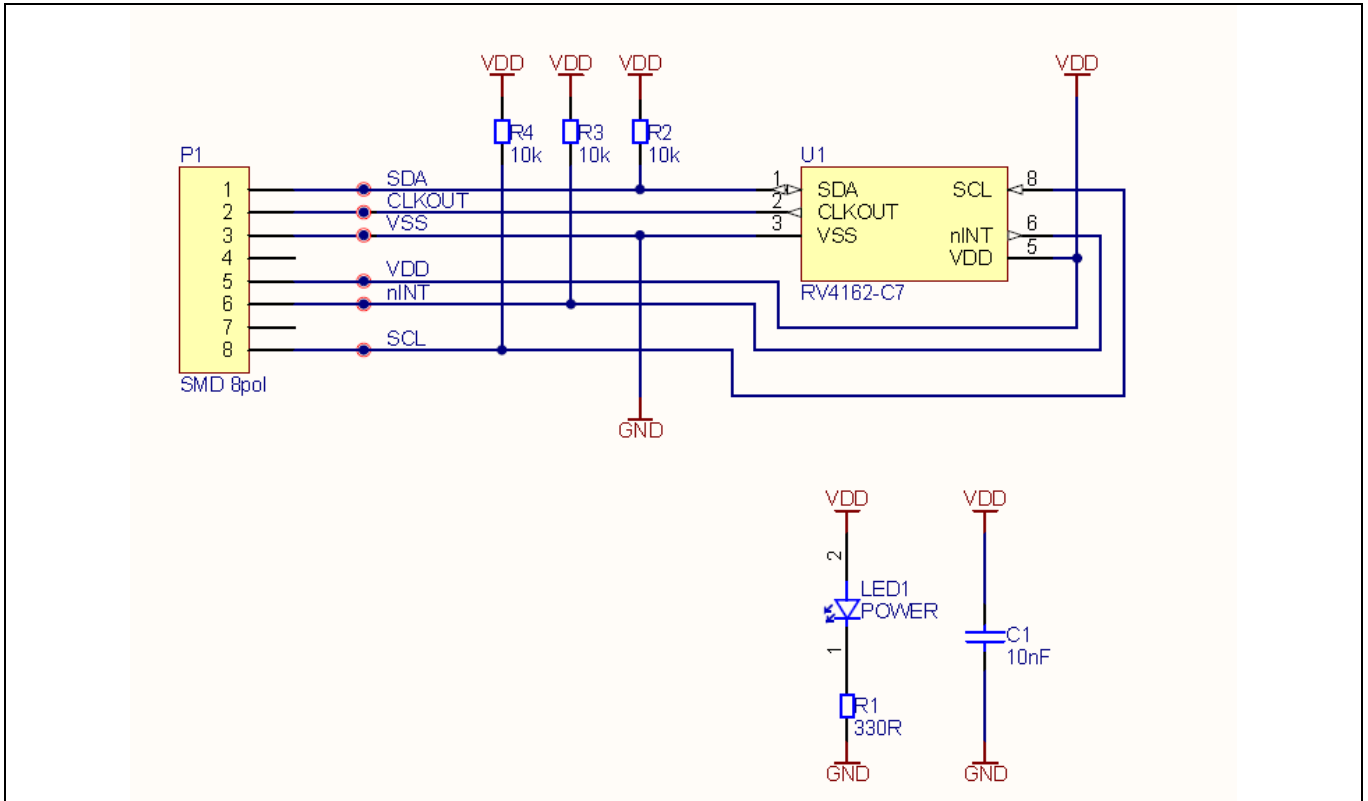 VDD VDD VDD VDD
R4 R3 R2
10k 10k 10k
P1 U1
1 SDA 1 SDA SCL 8
2 CLKOUT 2 CLKOUT
3 VSS 3 VSS nINT 6
4 VDD 5
5 VDD
6 nINT RV4162-C7
7
8 SCL
SMD 8pol
GND
VDD VDD
2
LED1
POWER
C1
10nF
1
R1
330R
GND GND